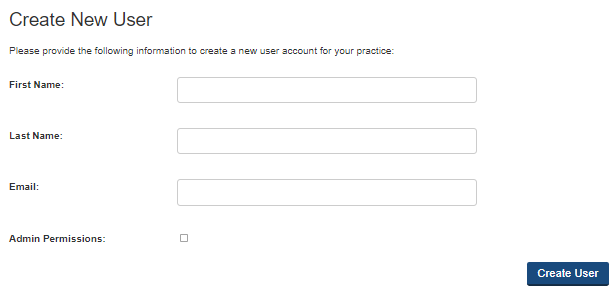 Create New User
Please provide the following information to create a new user account for your practice:
First Name:
Last Name:
Email:
Admin Permissions:
Create User